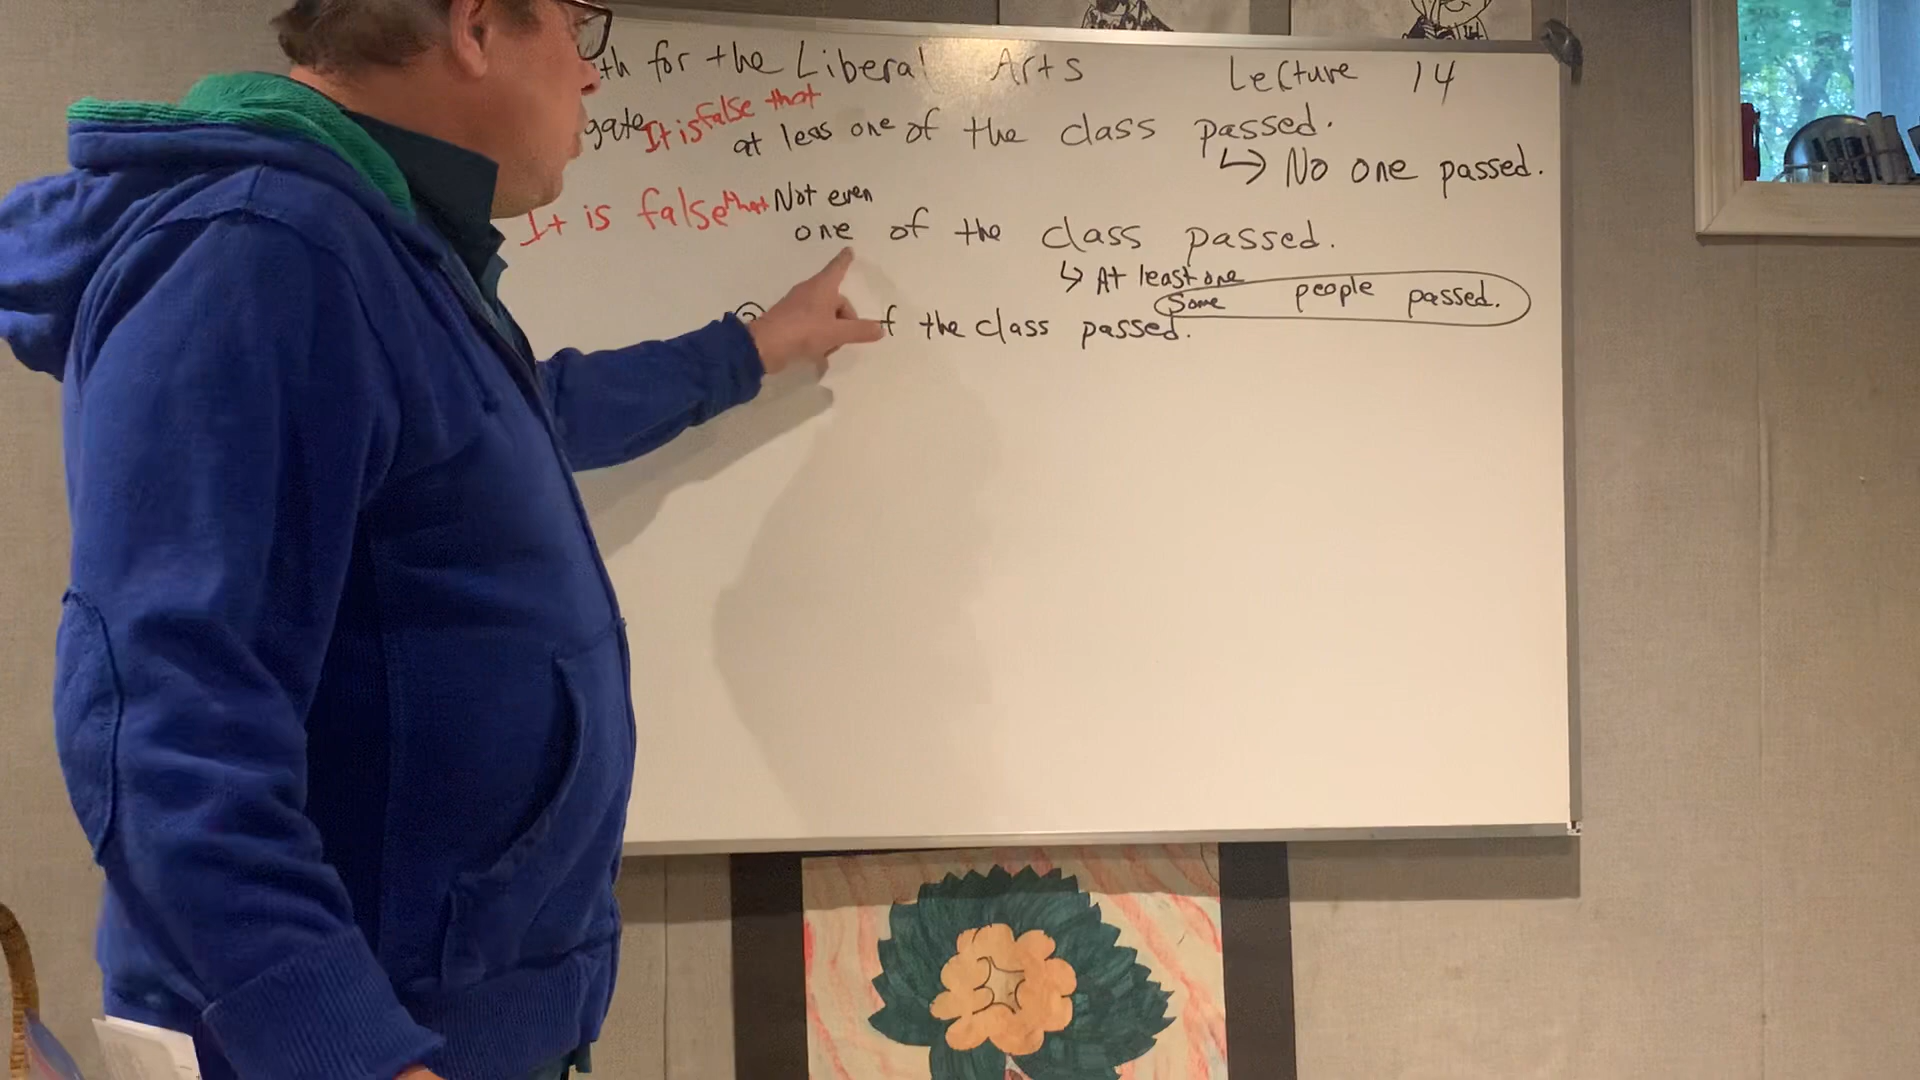 th for the Liberal Arts Lecture 14
gate It is false that at leas one of the class passed.
↳ No one passed.
It is false that Not even
one of the class passed.
↳ At least one
Some people passed.
f the class passed.